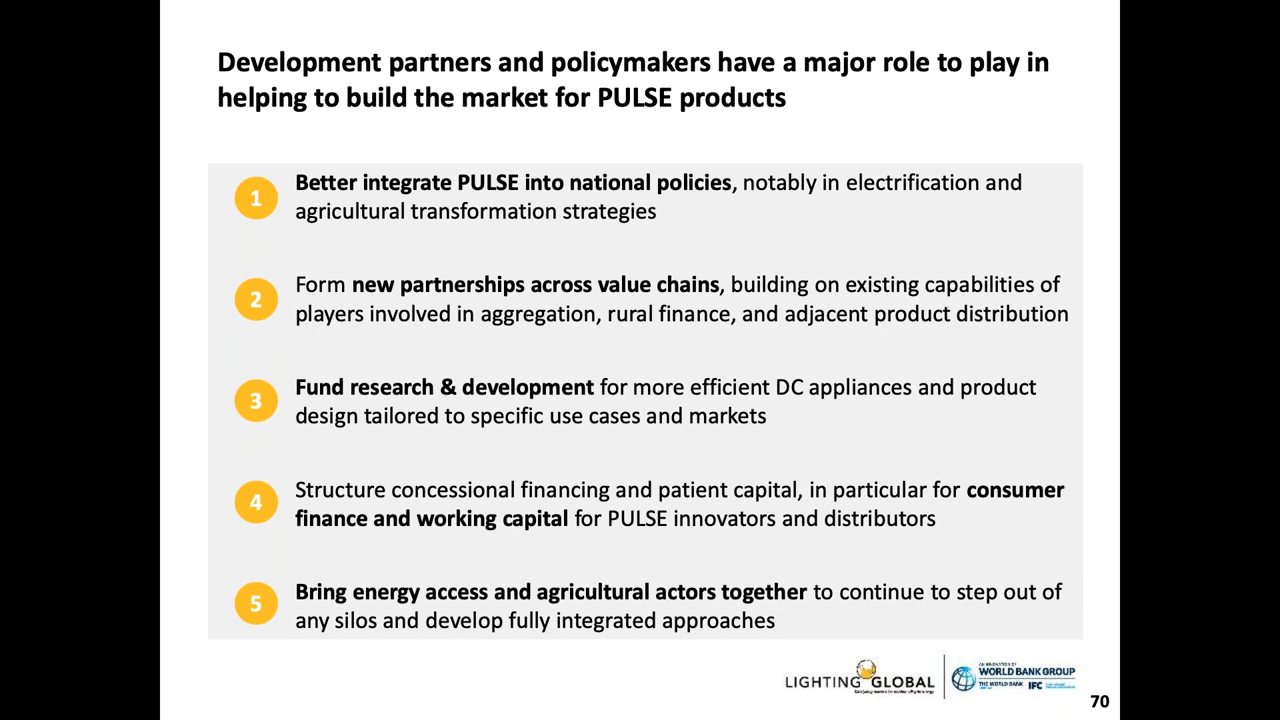 Development partners and policymakers have a major role to play in
helping to build the market for PULSE products
1
Better integrate PULSE into national policies, notably in electrification and
agricultural transformation strategies
2
Form new partnerships across value chains, building on existing capabilities of
players involved in aggregation, rural finance, and adjacent product distribution
3
Fund research & development for more efficient DC appliances and product
design tailored to specific use cases and markets
4
Structure concessional financing and patient capital, in particular for consumer
finance and working capital for PULSE innovators and distributors
5
Bring energy access and agricultural actors together to continue to step out of
any silos and develop fully integrated approaches
LIGHTING GLOBAL
AN INNOVATION OF
WORLD BANK GROUP
THE WORLD BANK IFC
70